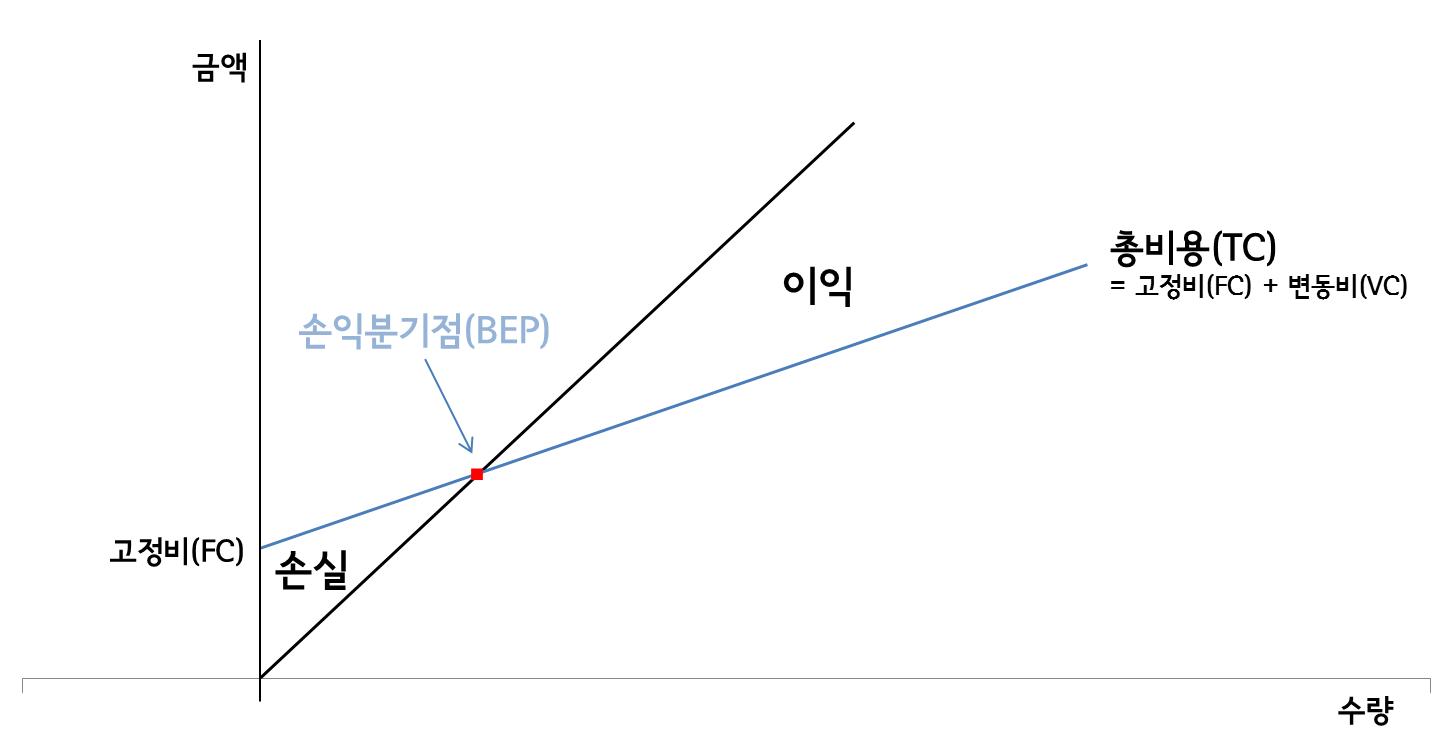 금액
총비용(TC)
= 고정비(FC) + 변동비(VC)
이익
손익분기점(BEP)
고정비(FC)
손실
수량